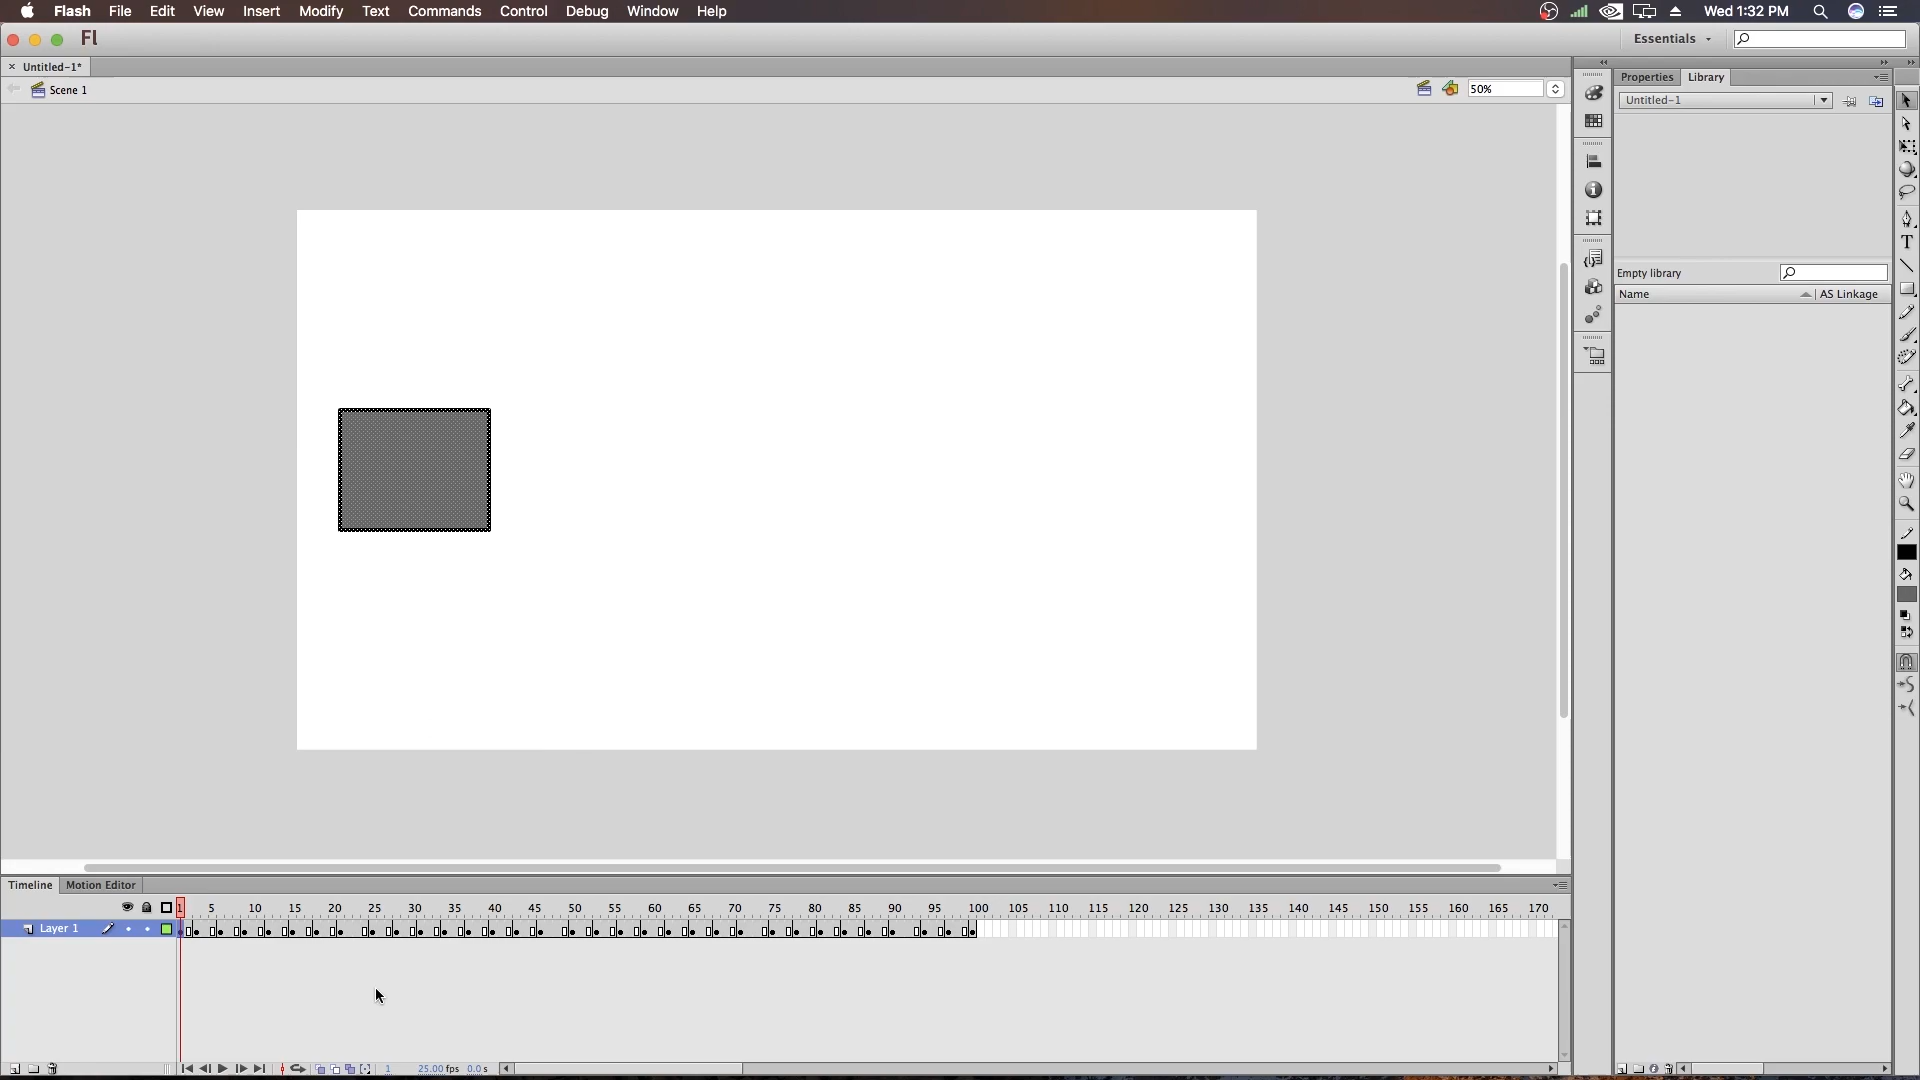 Flash File Edit View Insert Modify Text Commands Control Debug Window Help Wed 1:32 PM
Fl Essentials
Untitled-1*
Properties Library
Scene 1 50%
Untitled-1
Empty library
Name AS Linkage
Timeline Motion Editor
1 5 10 15 20 25 30 35 40 45 50 55 60 65 70 75 80 85 90 95 100 105 110 115 120 125 130 135 140 145 150 155 160 165 170
Layer 1
1 25.00 fps 0.0 s